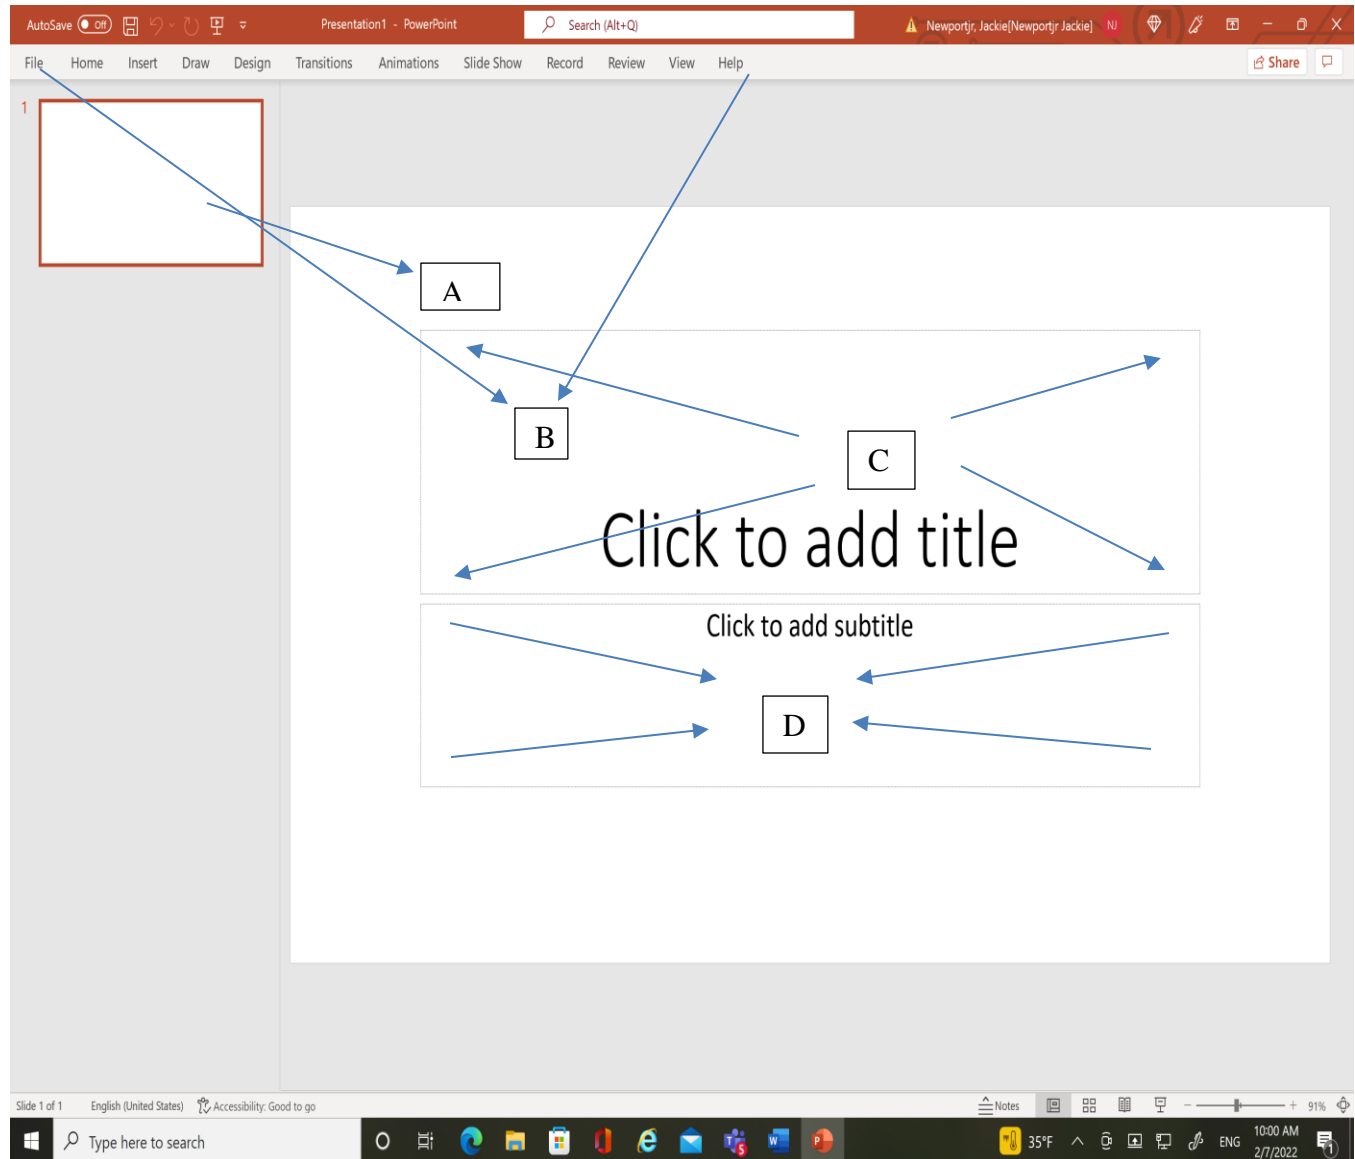 AutoSave Off Presentation1 - PowerPoint Search (Alt+Q) Newportjr, Jackie[Newportjr Jackie] NJ
File Home Insert Draw Design Transitions Animations Slide Show Record Review View Help Share
1
A
B
C
Click to add title
Click to add subtitle
D
Slide 1 of 1 English (United States) Accessibility: Good to go Notes 91%
Type here to search 35°F ENG 10:00 AM
2/7/2022